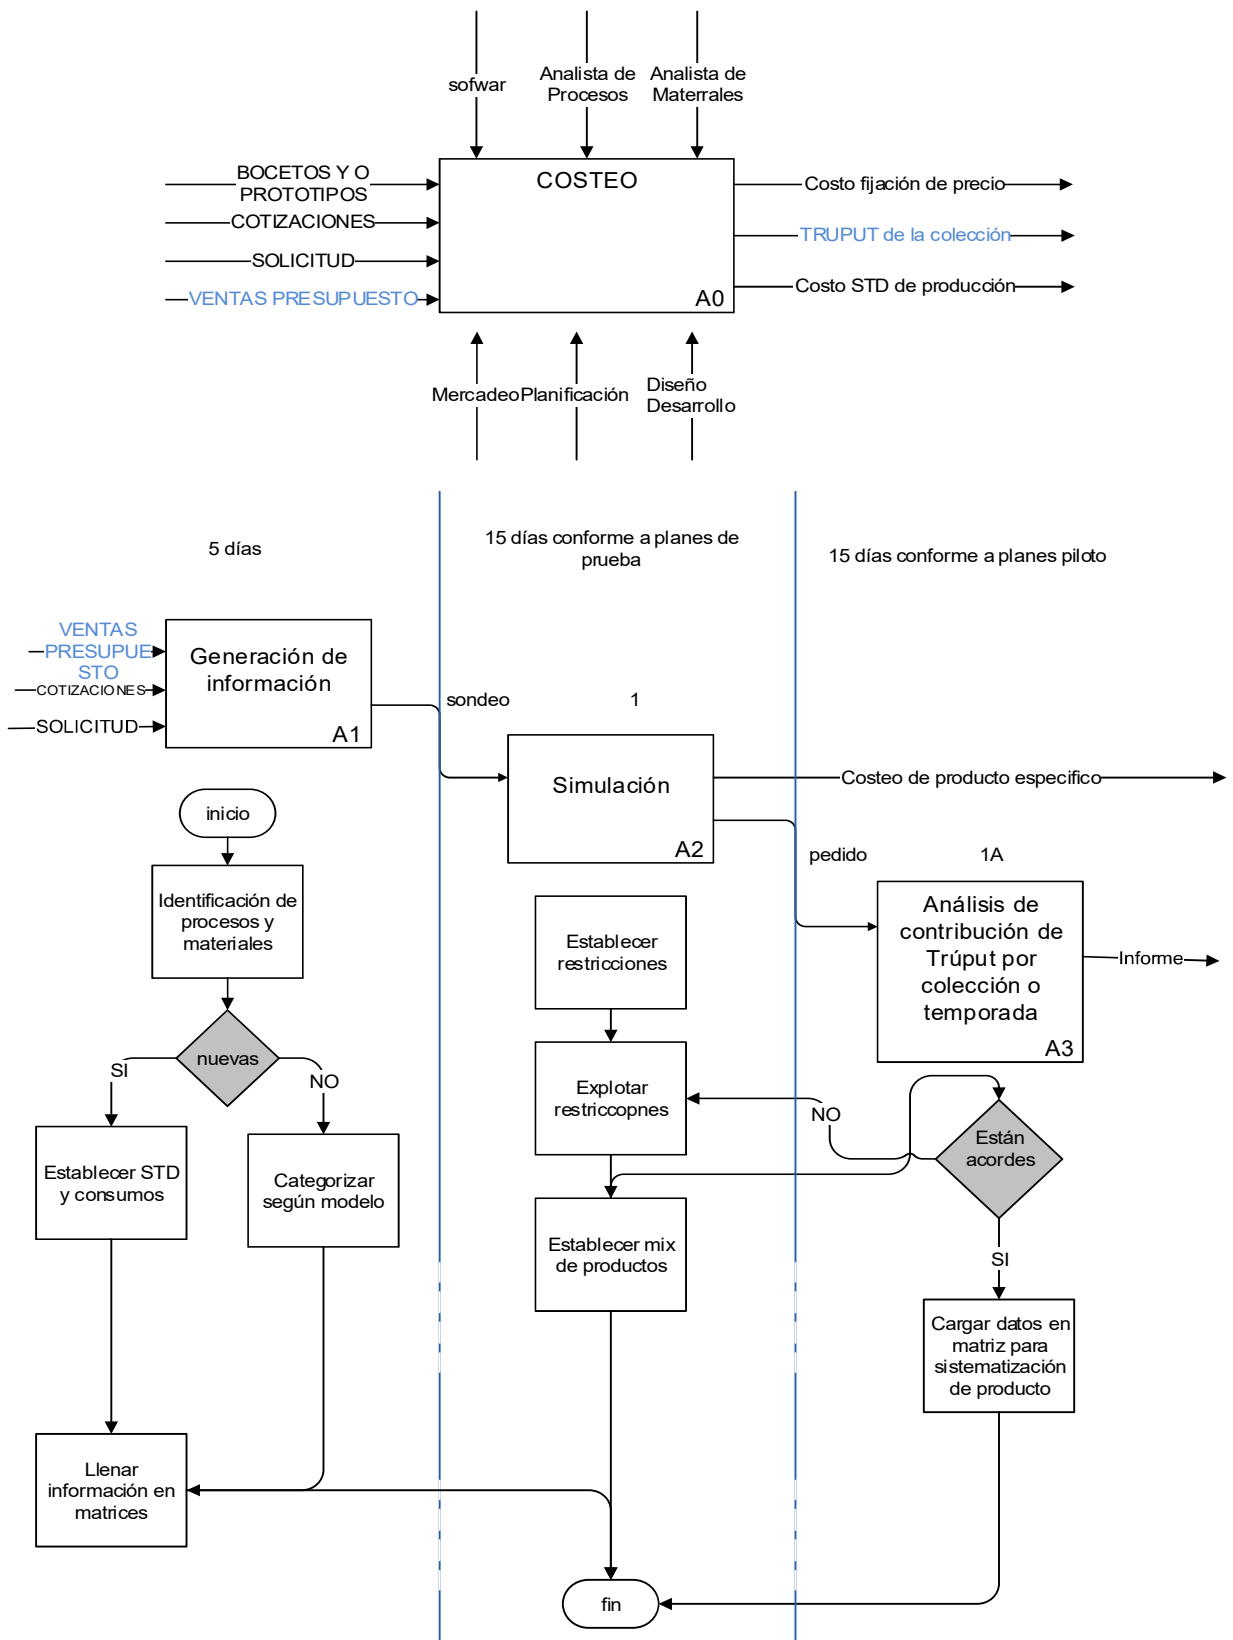 sofwar
Analista de
Procesos
Analista de
Materrales
BOCETOS Y O
PROTOTIPOS
COTIZACIONES
SOLICITUD
VENTAS PRESUPUESTO
COSTEO
A0
Costo fijación de precio
TRUPUT de la colección
Costo STD de producción
Mercadeo
Planificación
Diseño
Desarrollo
5 días
15 días conforme a planes de
prueba
15 días conforme a planes piloto
VENTAS
PRESUPUE
STO
COTIZACIONES
SOLICITUD
Generación de
información
A1
sondeo
1
Simulación
A2
Costeo de producto especifico
pedido
1A
Análisis de
contribución de
Trúput por
colección o
temporada
A3
Informe
inicio
Identificación de
procesos y
materiales
nuevas
SI
NO
Establecer STD
y consumos
Categorizar
según modelo
Llenar
información en
matrices
Establecer
restricciones
Explotar
restriccopnes
Establecer mix
de productos
NO
Están
acordes
SI
Cargar datos en
matriz para
sistematización
de producto
fin